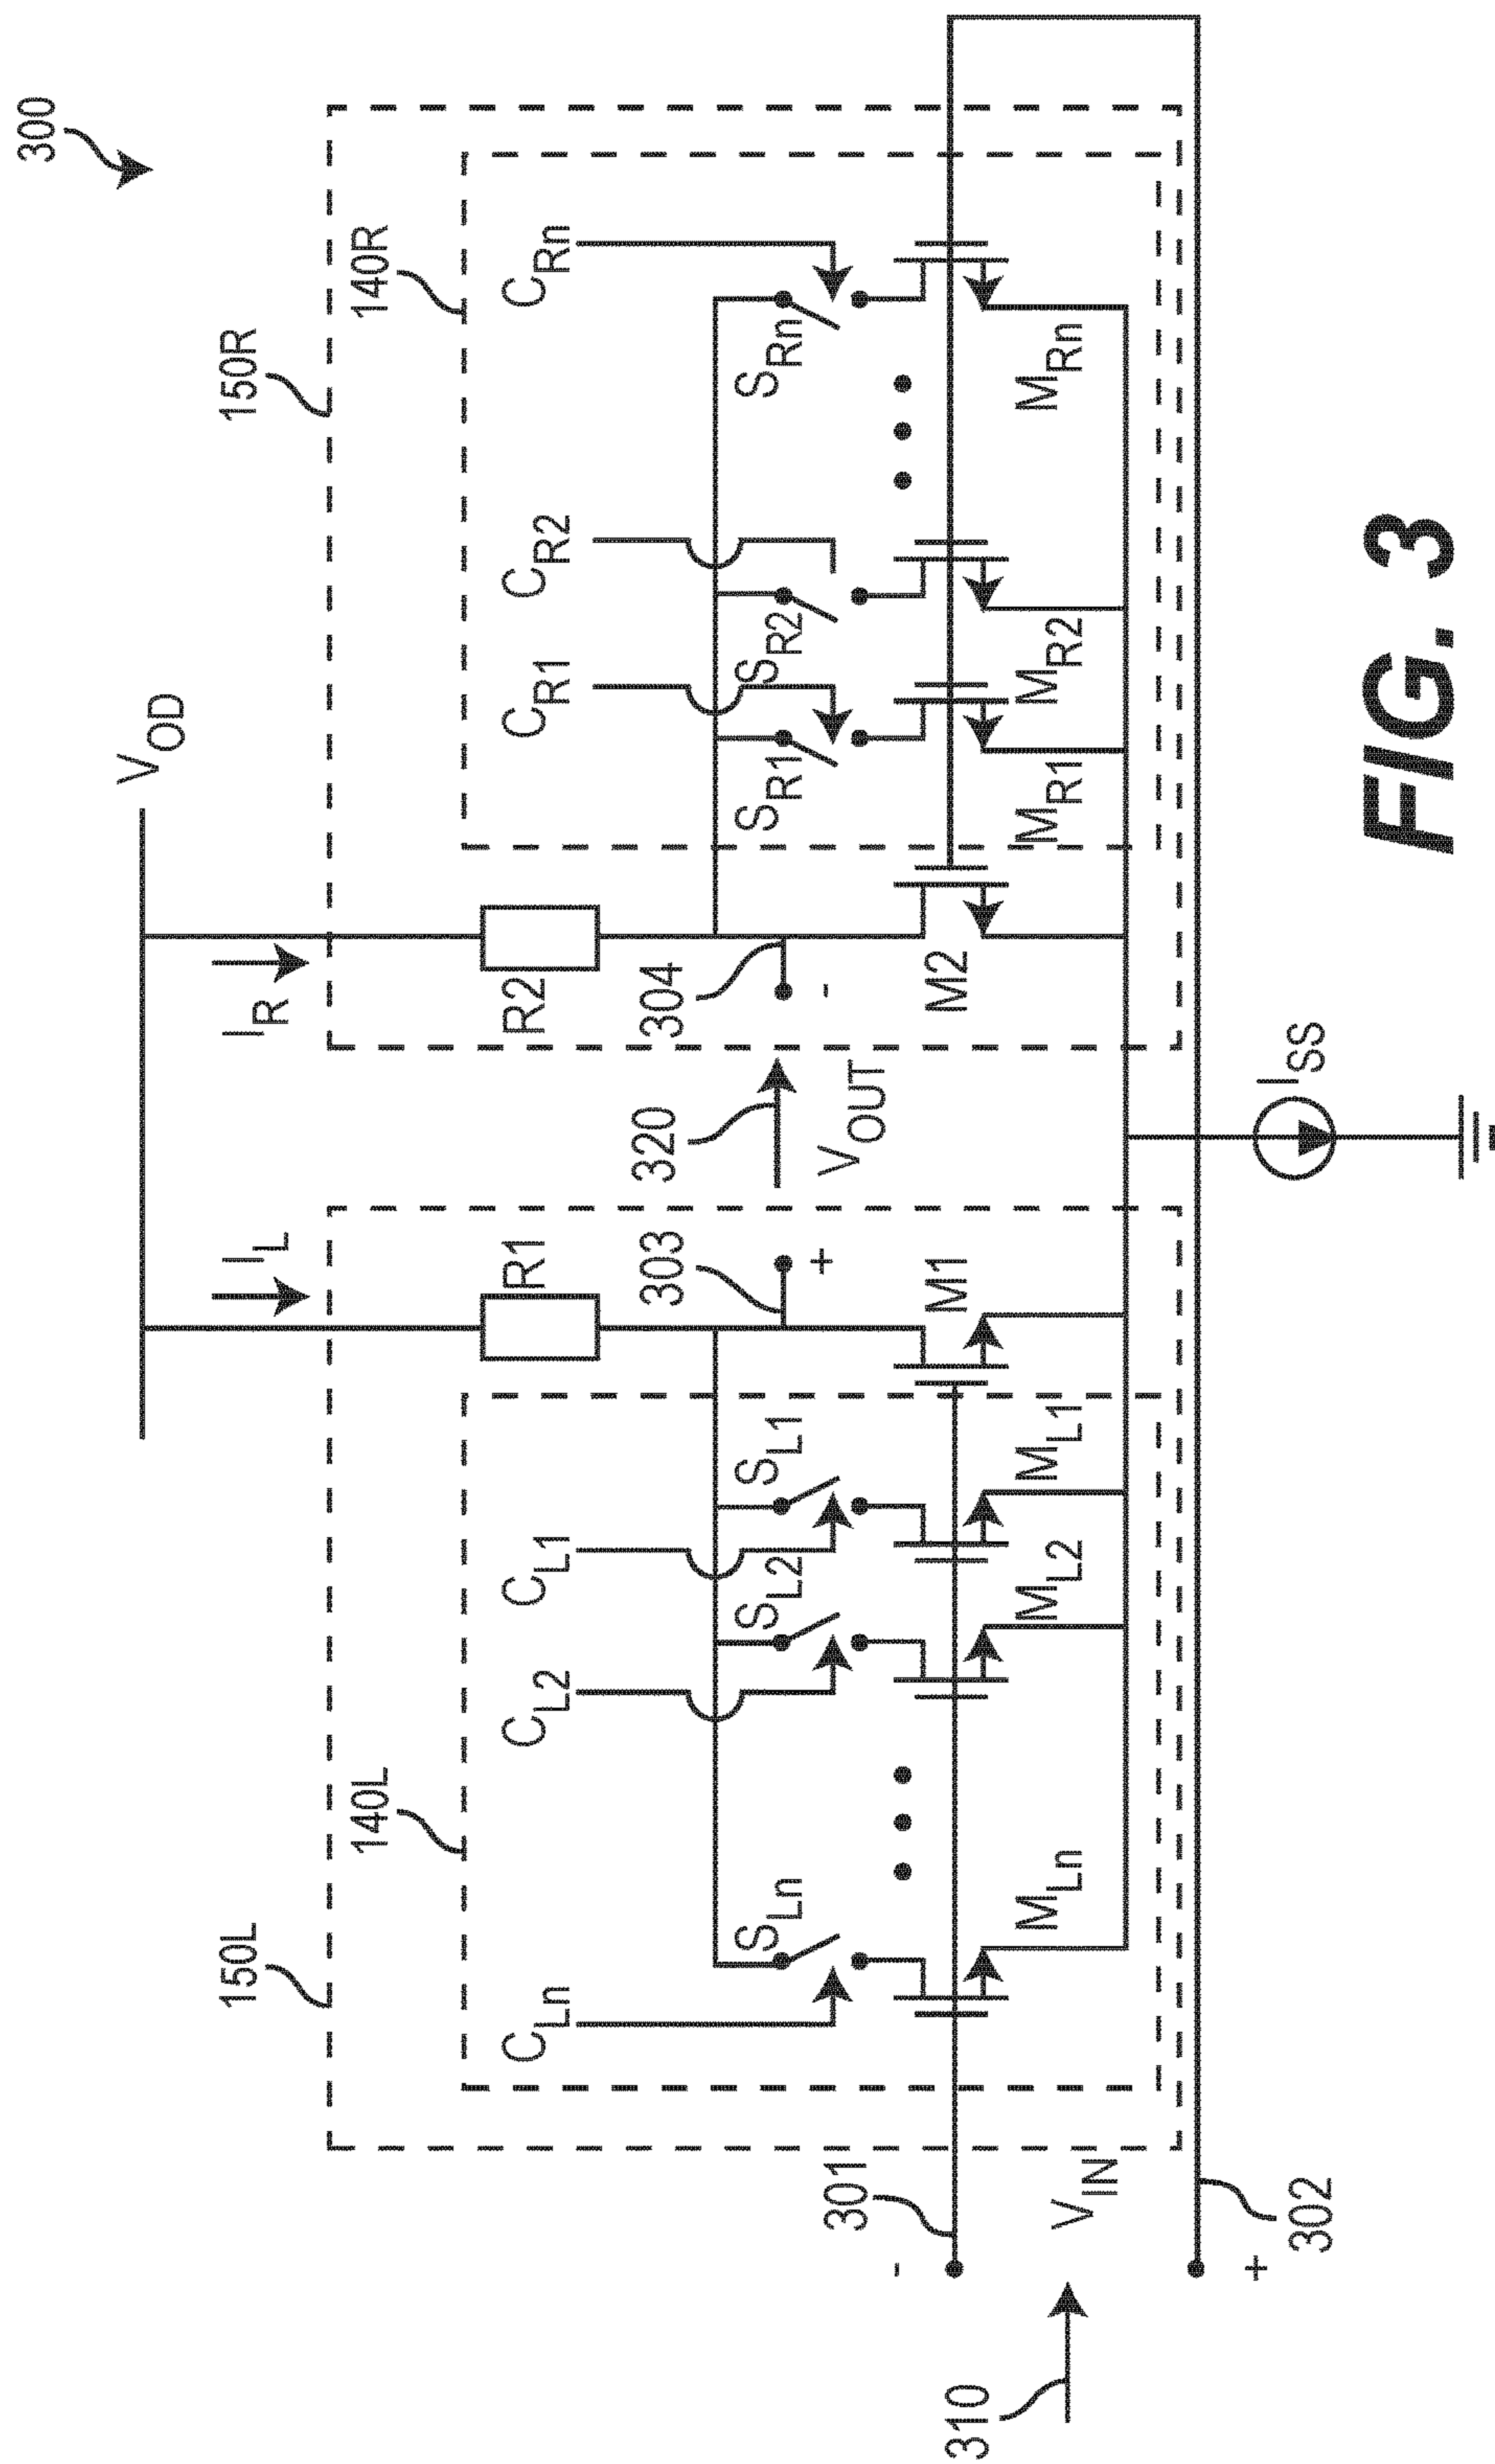 300
V_OD
150L
I_L
I_R
150R
140L
140R
R1
R2
C_Ln
C_L2
C_L1
C_R1
C_R2
C_Rn
303
320
304
S_Ln
S_L2
S_L1
S_R1
S_R2
S_Rn
+
V_OUT
-
301
-
M1
M2
310
V_IN
M_Ln
M_L2
M_L1
M_R1
M_R2
M_Rn
+
302
I_SS
FIG. 3